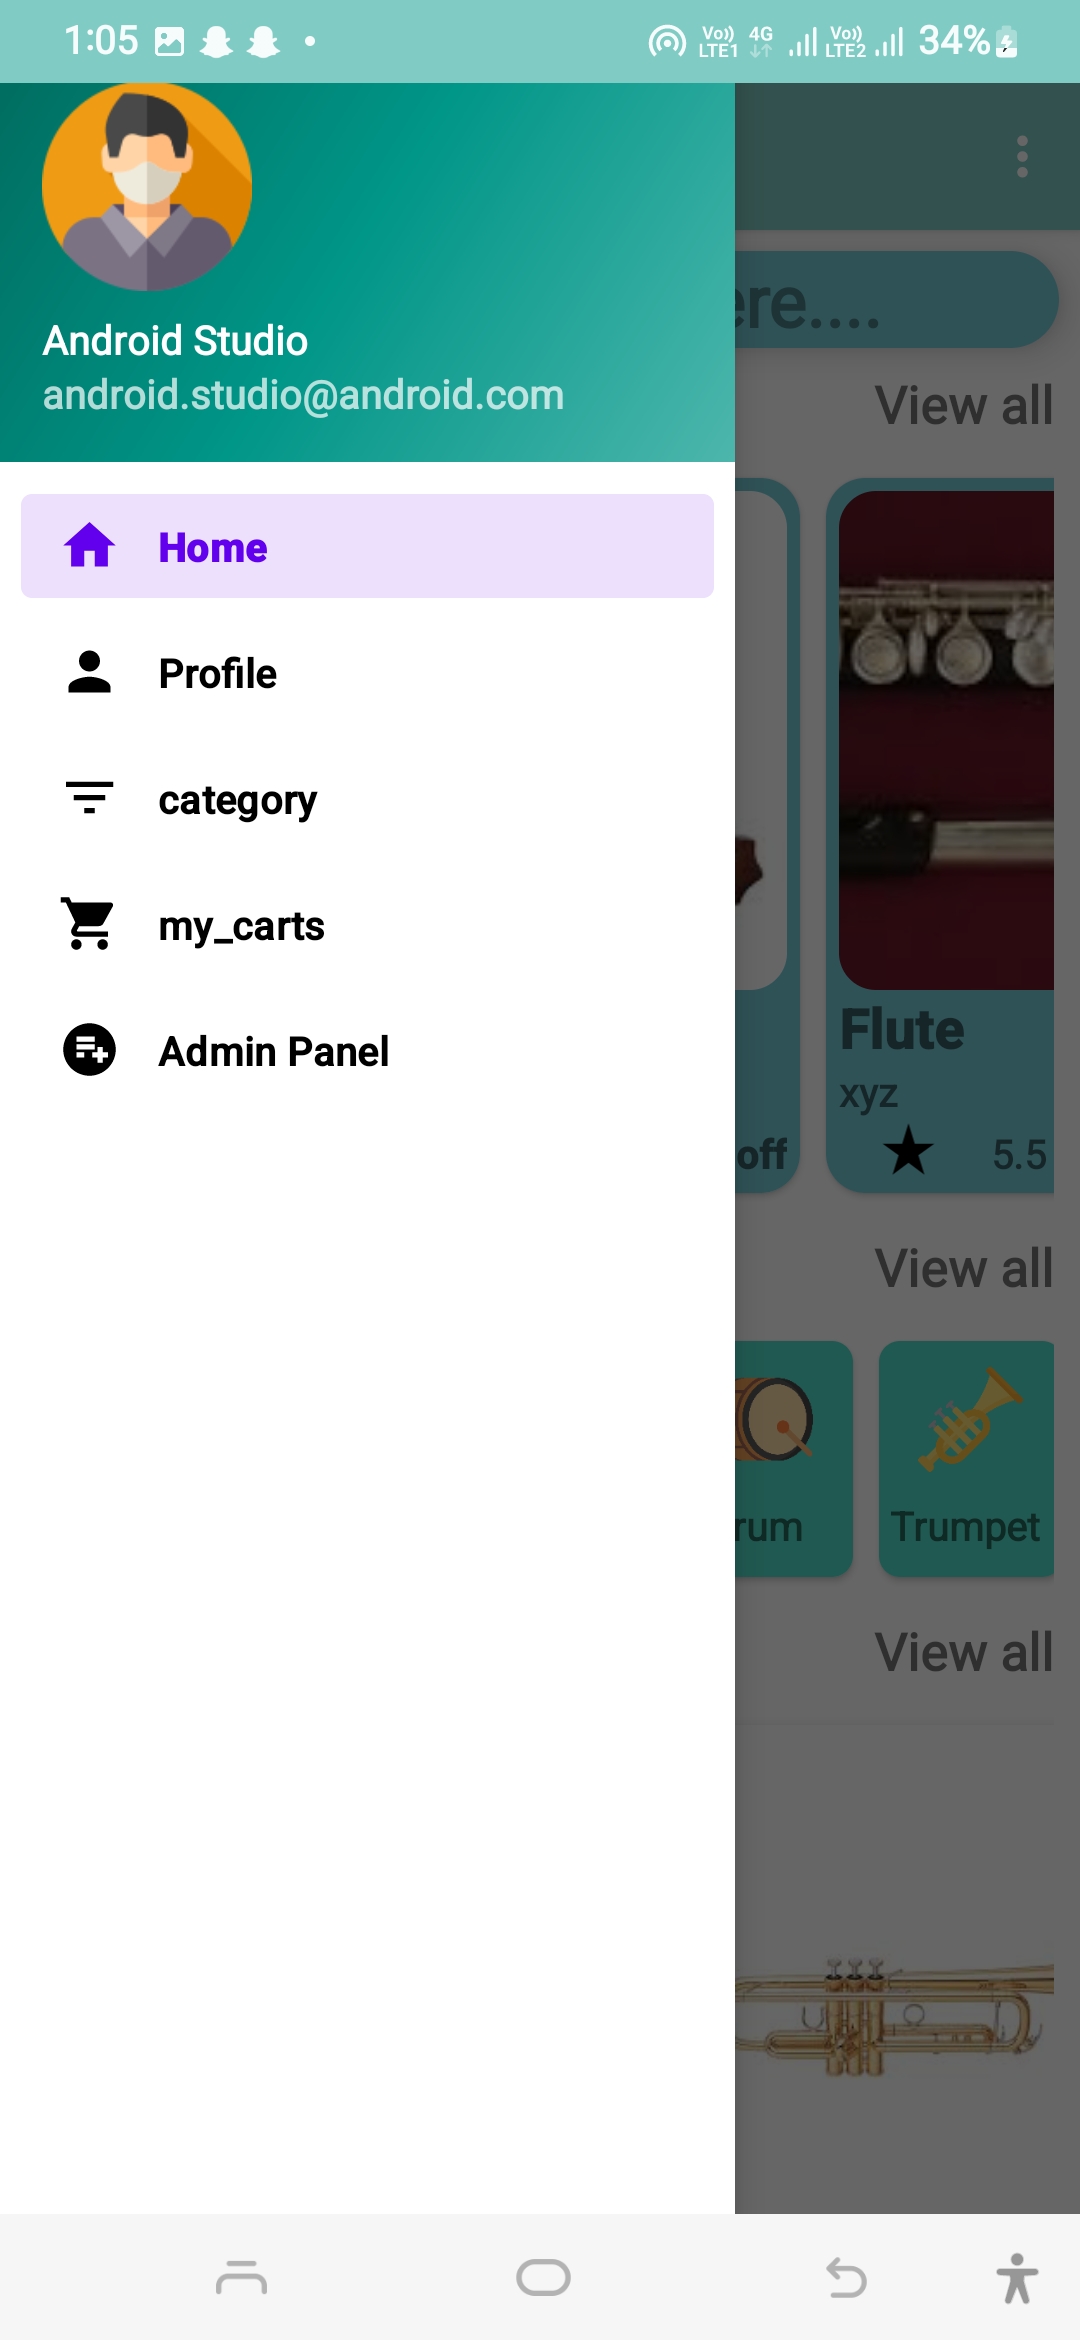 1:05 Vo)) LTE1 4G Vo)) LTE2 34%
ere....
Android Studio
android.studio@android.com
View all
Home
Profile
category
my_carts
Admin Panel
Flute
xyz
off 5.5
View all
rum Trumpet
View all